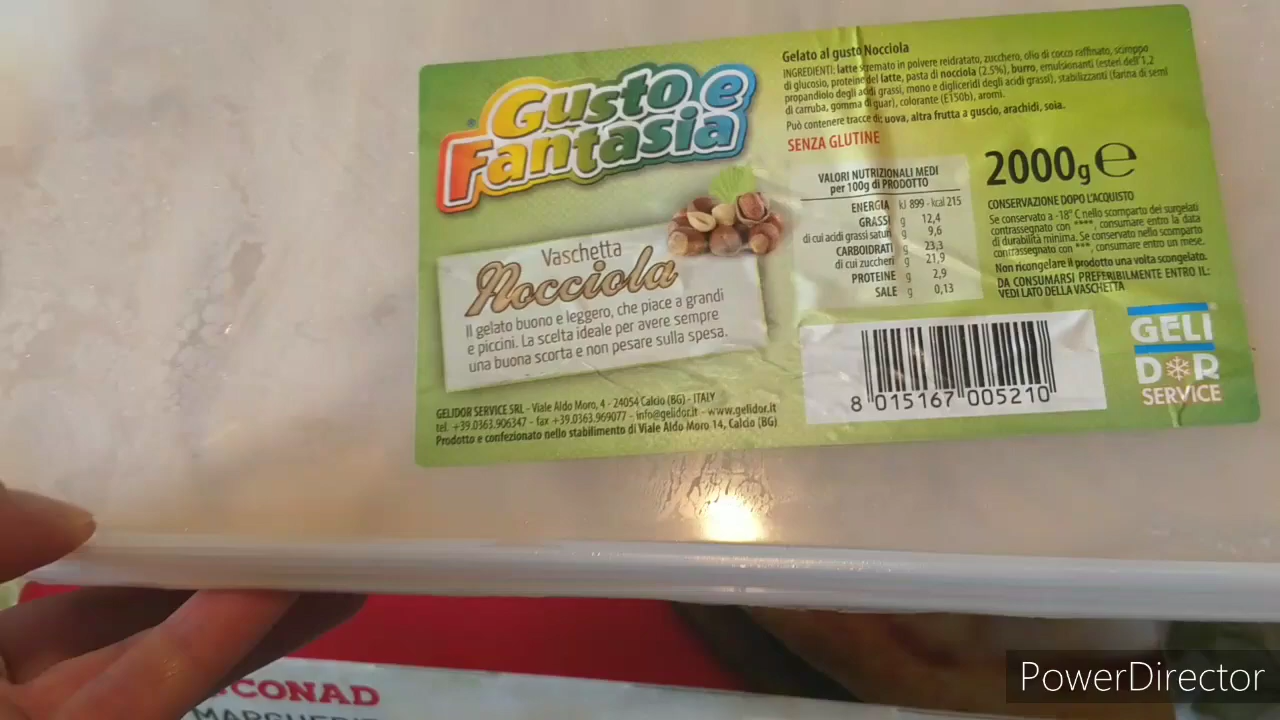 Gusto e
Fantasia
Vaschetta
Nocciola
Il gelato buono e leggero, che piace a grandi
e piccini. La scelta ideale per avere sempre
una buona scorta e non pesare sulla spesa.
GELIDOR SERVICE SRL - Viale Aldo Moro, 4 - 24054 Calcio (BG) - ITALY
tel. +39.0363.906347 - fax +39.0363.969077 - info@gelidor.it - www.gelidor.it
Prodotto e confezionato nello stabilimento di Viale Aldo Moro 14, Calcio (BG)
Gelato al gusto Nocciola
INGREDIENTI: latte scremato in polvere reidratato, zucchero, olio di cocco raffinato, sciroppo
di glucosio, proteine del latte, pasta di nocciola (2.5%), burro, emulsionanti (esteri dell'1,2
propandiolo degli acidi grassi, mono e digliceridi degli acidi grassi), stabilizzanti (farina di semi
di carruba, gomma di guar), colorante (E150b), aromi.
Può contenere tracce di: uova, altra frutta a guscio, arachidi, soia.
SENZA GLUTINE
VALORI NUTRIZIONALI MEDI
per 100g di PRODOTTO
ENERGIA kJ 899 - kcal 215
GRASSI g 12,4
di cui acidi grassi saturi g 9,6
CARBOIDRATI g 23,3
di cui zuccheri g 21,9
PROTEINE g 2,9
SALE g 0,13
2000g e
CONSERVAZIONE DOPO L'ACQUISTO
Se conservato a -18° C nello scomparto dei surgelati
contrassegnato con ****, consumare entro la data
di durabilità minima. Se conservato nello scomparto
contrassegnato con ***, consumare entro un mese.
Non ricongelare il prodotto una volta scongelato.
DA CONSUMARSI PREFERIBILMENTE ENTRO IL:
VEDI LATO DELLA VASCHETTA
8 015167 005210
GELI
D R
SERVICE
CONAD
PowerDirector